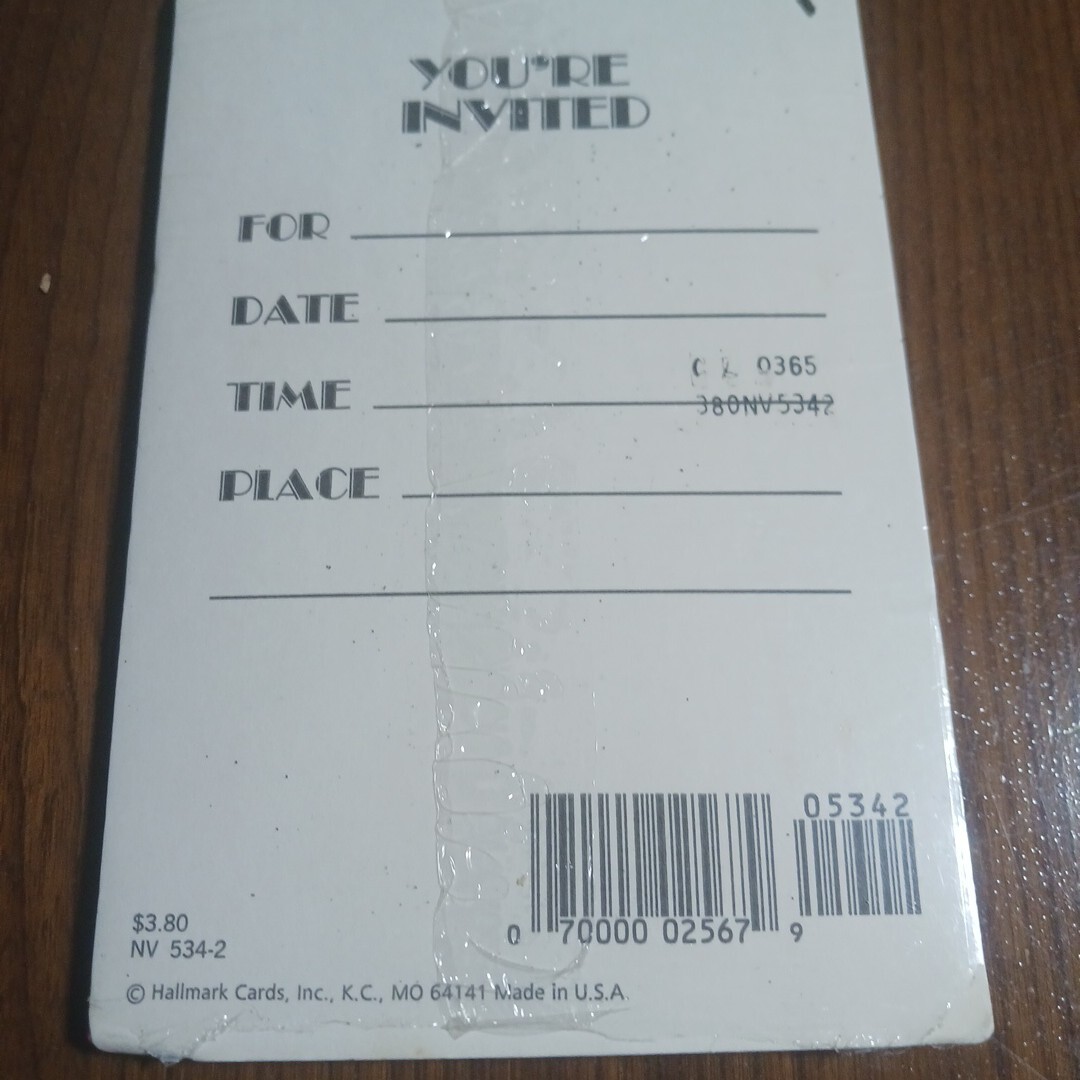 YOU'RE
INVITED
FOR
DATE
0365
TIME
380NV5342
PLACE
05342
0 70000 02567 9
$3.80
NV 534-2
© Hallmark Cards, Inc., K.C., MO 64141 Made in U.S.A.